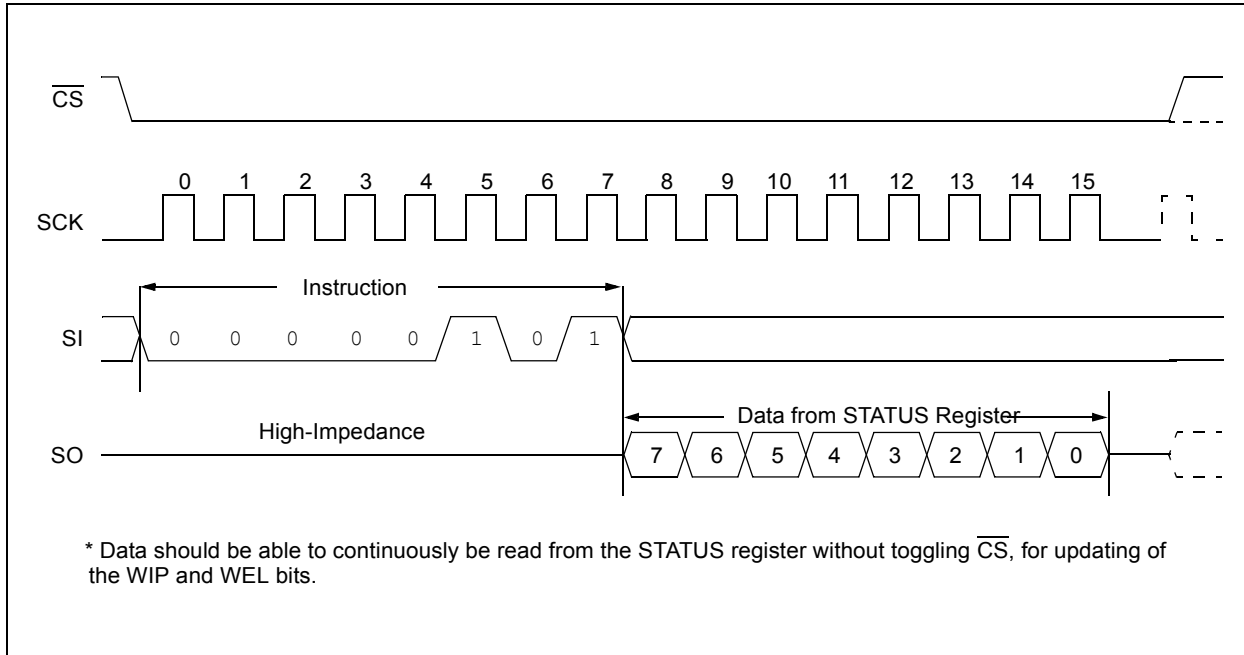 CS
0 1 2 3 4 5 6 7 8 9 10 11 12 13 14 15
SCK
Instruction
SI 0 0 0 0 0 1 0 1
Data from STATUS Register
High-Impedance
SO 7 6 5 4 3 2 1 0
* Data should be able to continuously be read from the STATUS register without toggling CS, for updating of
the WIP and WEL bits.